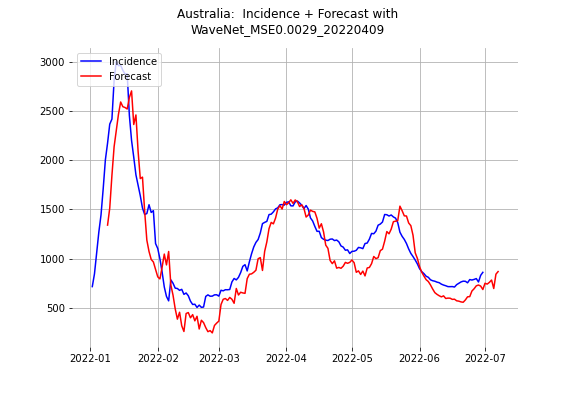 Australia:  Incidence + Forecast with
WaveNet_MSE0.0029_20220409
Incidence
Forecast
3000
2500
2000
1500
1000
500
2022-01 2022-02 2022-03 2022-04 2022-05 2022-06 2022-07